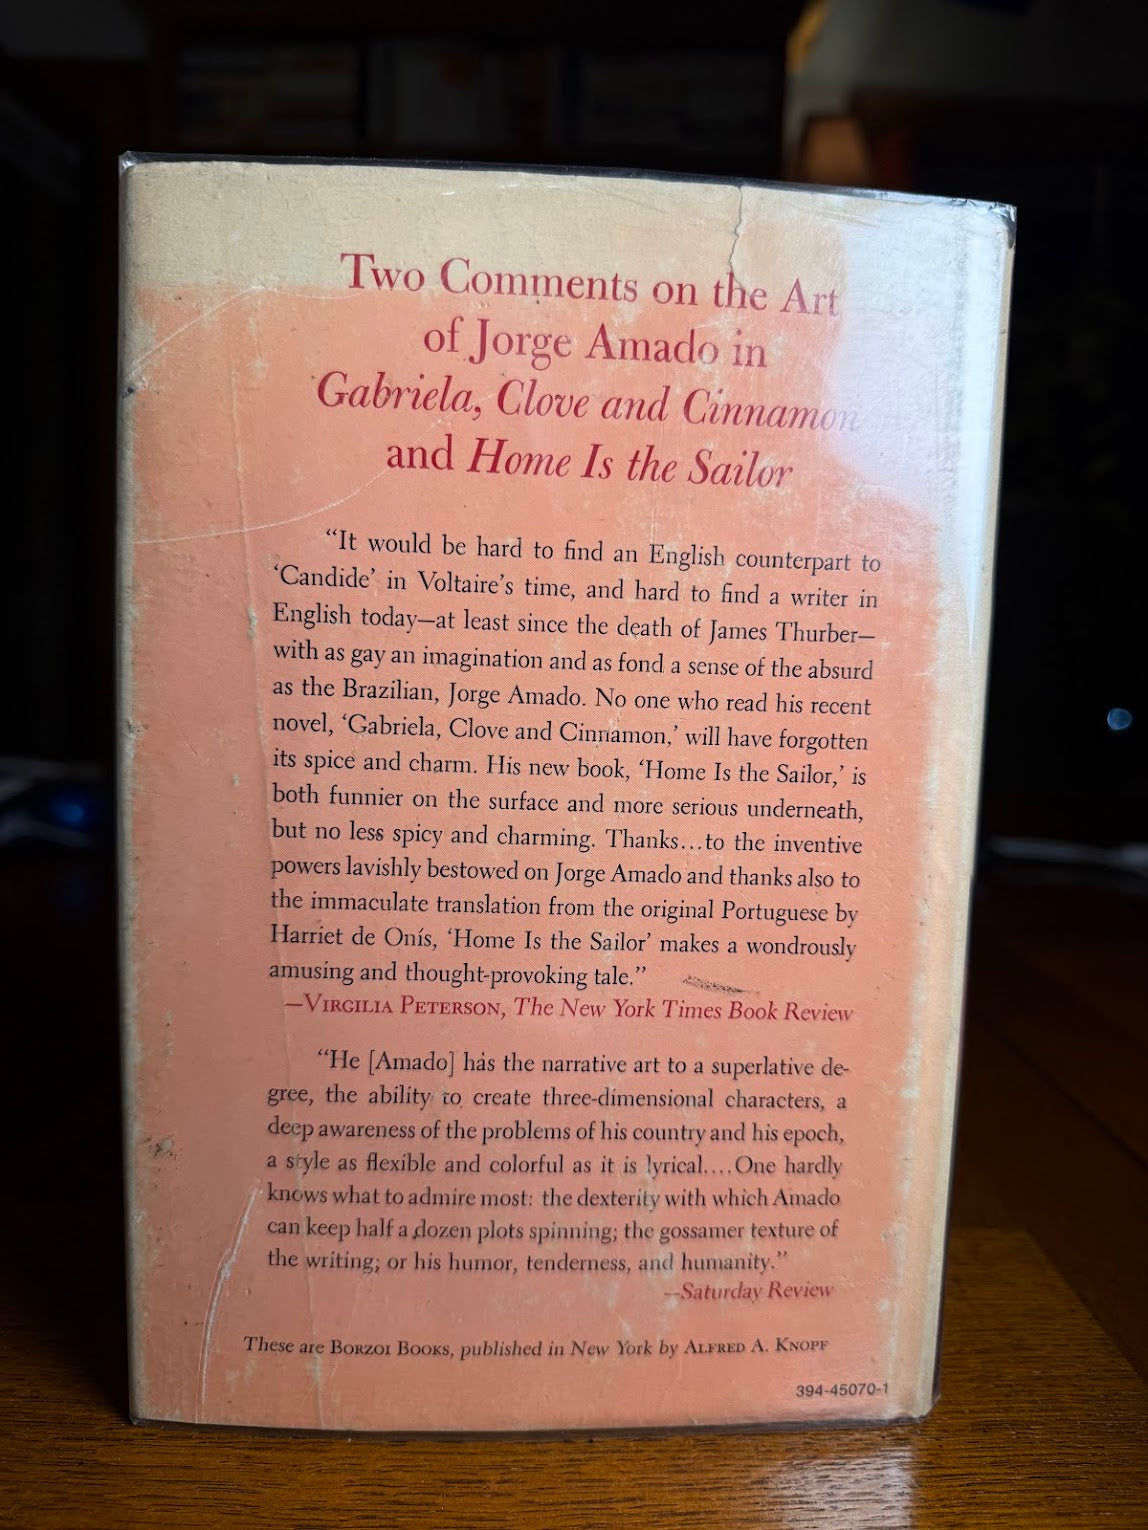 Two Comments on the Art
of Jorge Amado in
Gabriela, Clove and Cinnamon
and Home Is the Sailor
“It would be hard to find an English counterpart to
‘Candide’ in Voltaire’s time, and hard to find a writer in
English today—at least since the death of James Thurber—
with as gay an imagination and as fond a sense of the absurd
as the Brazilian, Jorge Amado. No one who read his recent
novel, ‘Gabriela, Clove and Cinnamon,’ will have forgotten
its spice and charm. His new book, ‘Home Is the Sailor,’ is
both funnier on the surface and more serious underneath,
but no less spicy and charming. Thanks...to the inventive
powers lavishly bestowed on Jorge Amado and thanks also to
the immaculate translation from the original Portuguese by
Harriet de Onís, ‘Home Is the Sailor’ makes a wondrously
amusing and thought-provoking tale.”
—Virgilia Peterson, The New York Times Book Review
“He [Amado] has the narrative art to a superlative de-
gree, the ability to create three-dimensional characters, a
deep awareness of the problems of his country and his epoch,
a style as flexible and colorful as it is lyrical....One hardly
knows what to admire most: the dexterity with which Amado
can keep half a dozen plots spinning; the gossamer texture of
the writing; or his humor, tenderness, and humanity.”
—Saturday Review
These are Borzoi Books, published in New York by Alfred A. Knopf
394-45070-1